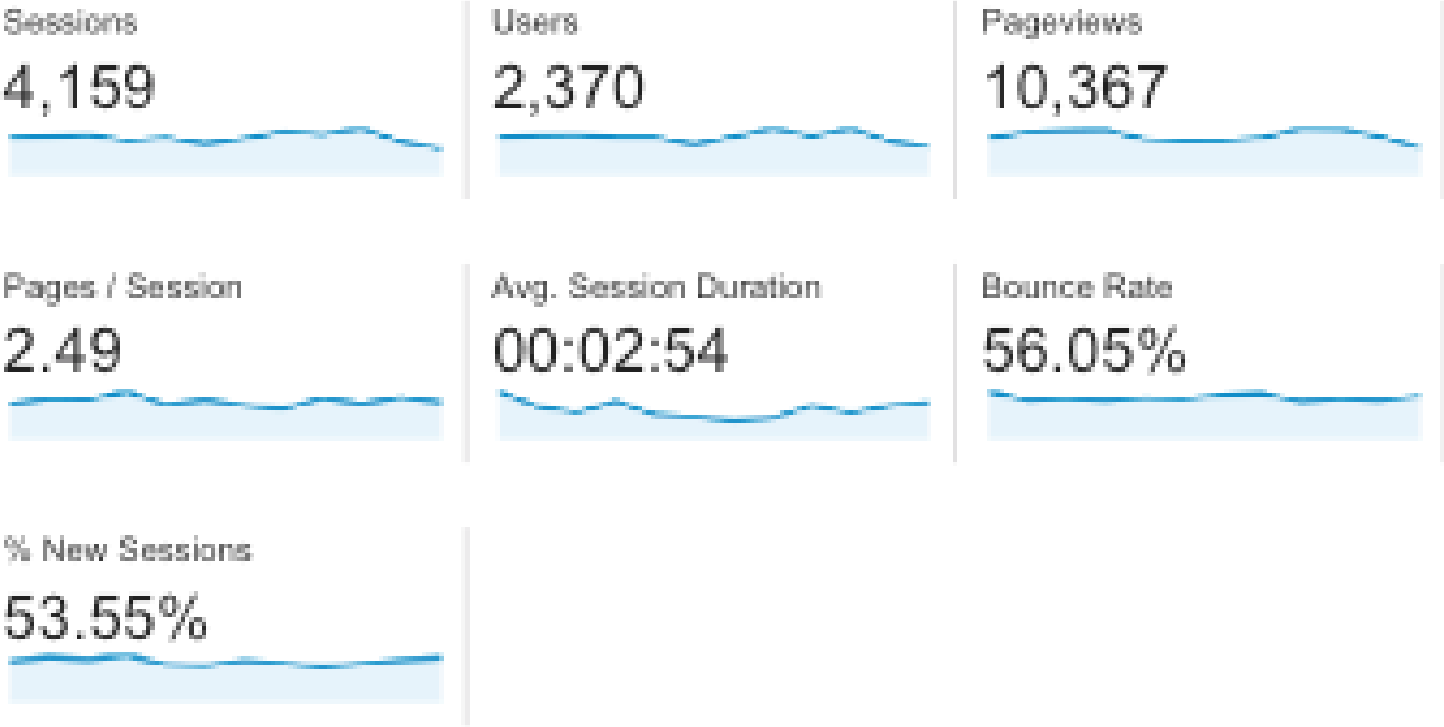 Sessions
4,159
Users
2,370
Pageviews
10,367
Pages / Session
2.49
Avg. Session Duration
00:02:54
Bounce Rate
56.05%
% New Sessions
53.55%